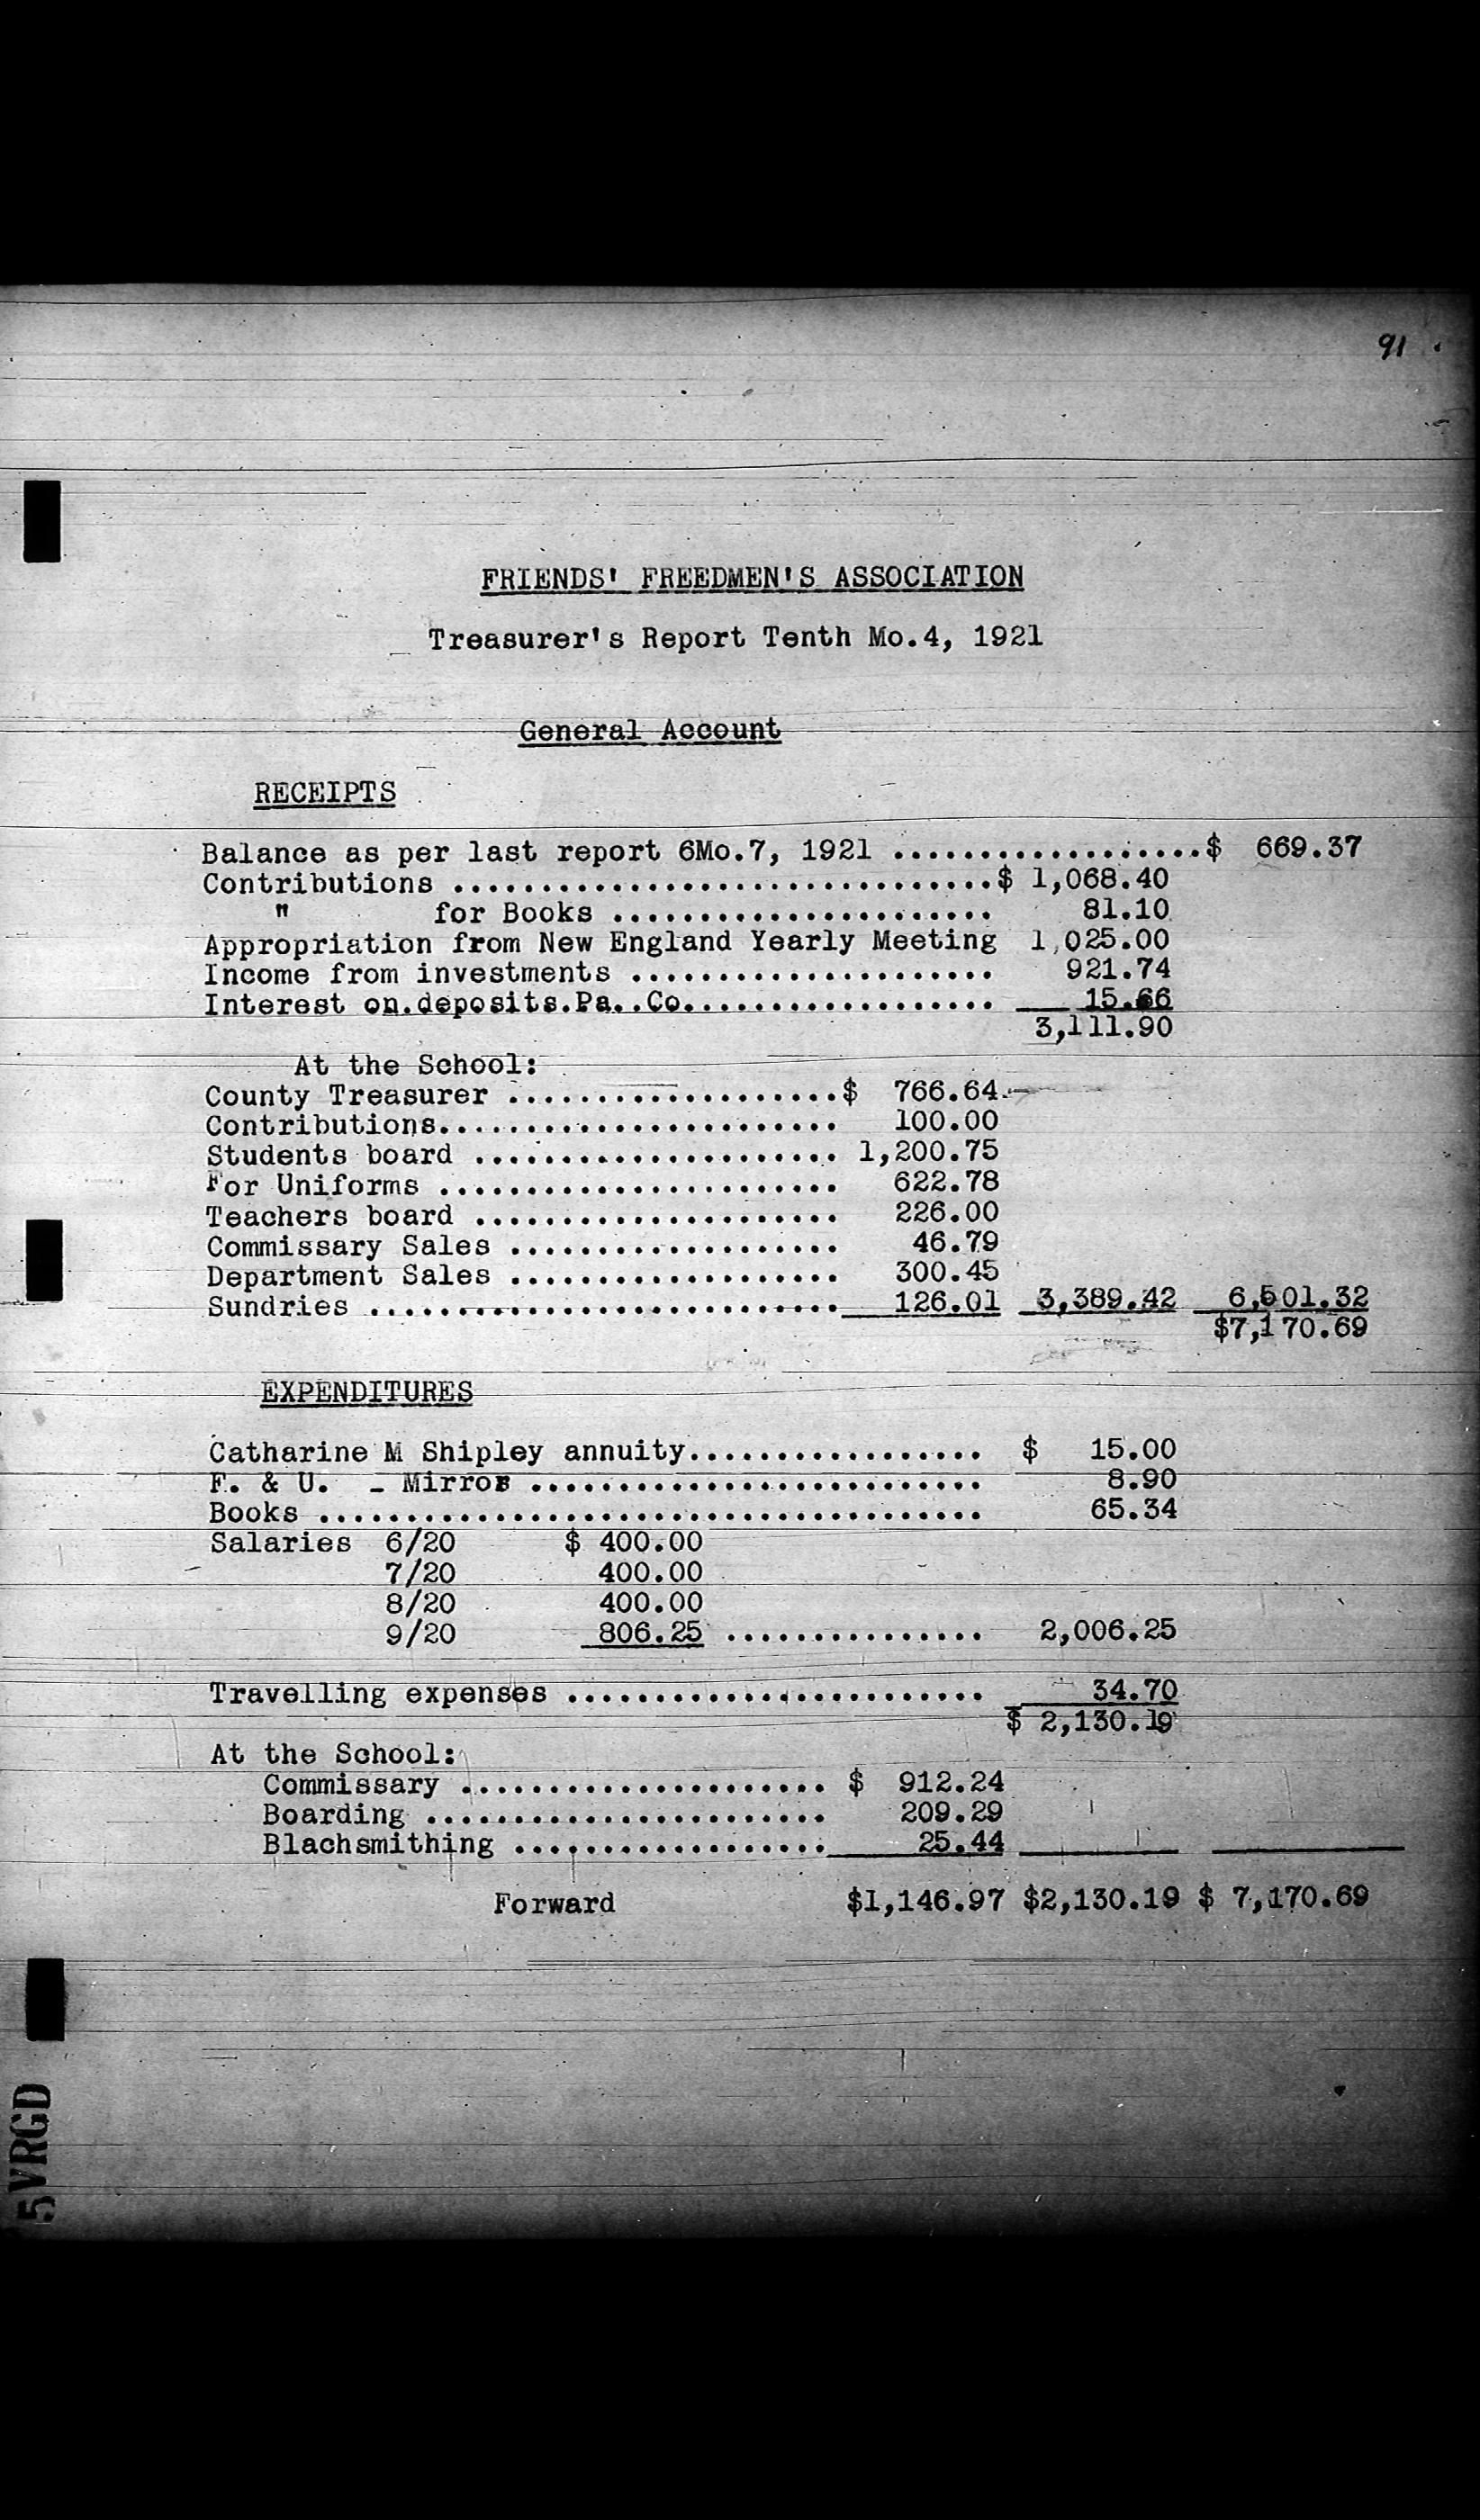 91
FRIENDS' FREEDMEN'S ASSOCIATION
Treasurer's Report Tenth Mo.4, 1921
General Account
RECEIPTS
Balance as per last report 6Mo.7, 1921 ..................$ 669.37
Contributions ...............................$ 1,068.40
" for Books ...................... 81.10
Appropriation from New England Yearly Meeting 1,025.00
Income from investments ..................... 921.74
Interest on.deposits.Pa..Co.................. 15.66
3,111.90
At the School:
County Treasurer ...................$ 766.64
Contributions....................... 100.00
Students board ..................... 1,200.75
For Uniforms ....................... 622.78
Teachers board ..................... 226.00
Commissary Sales ................... 46.79
Department Sales ................... 300.45
Sundries ........................... 126.01 3,389.42 6,501.32
$7,170.69
EXPENDITURES
Catharine M Shipley annuity................. $ 15.00
F. & U. - Mirror .......................... 8.90
Books ...................................... 65.34
Salaries 6/20 $ 400.00
7/20 400.00
8/20 400.00
9/20 806.25 ............... 2,006.25
Travelling expenses ........................ 34.70
$ 2,130.19
At the School:
Commissary ..................... $ 912.24
Boarding ....................... 209.29
Blachsmithing .................. 25.44
Forward $1,146.97 $2,130.19 $ 7,170.69
5VRGD